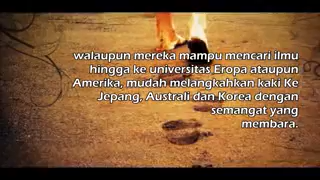 walaupun mereka mampu mencari ilmu
hingga ke universitas Eropa ataupun
Amerika, mudah melangkahkan kaki Ke
Jepang, Australi dan Korea dengan
semangat yang
membara.